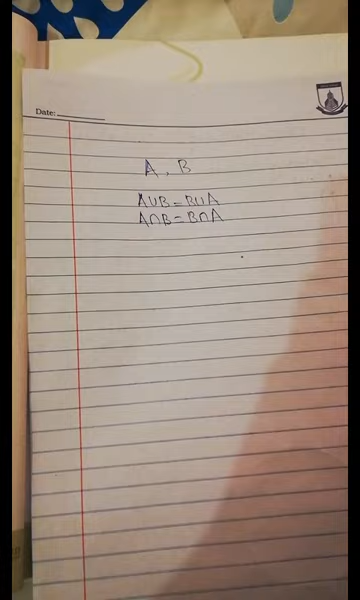 Date:
A, B
A∪B = B∪A
A∩B = B∩A